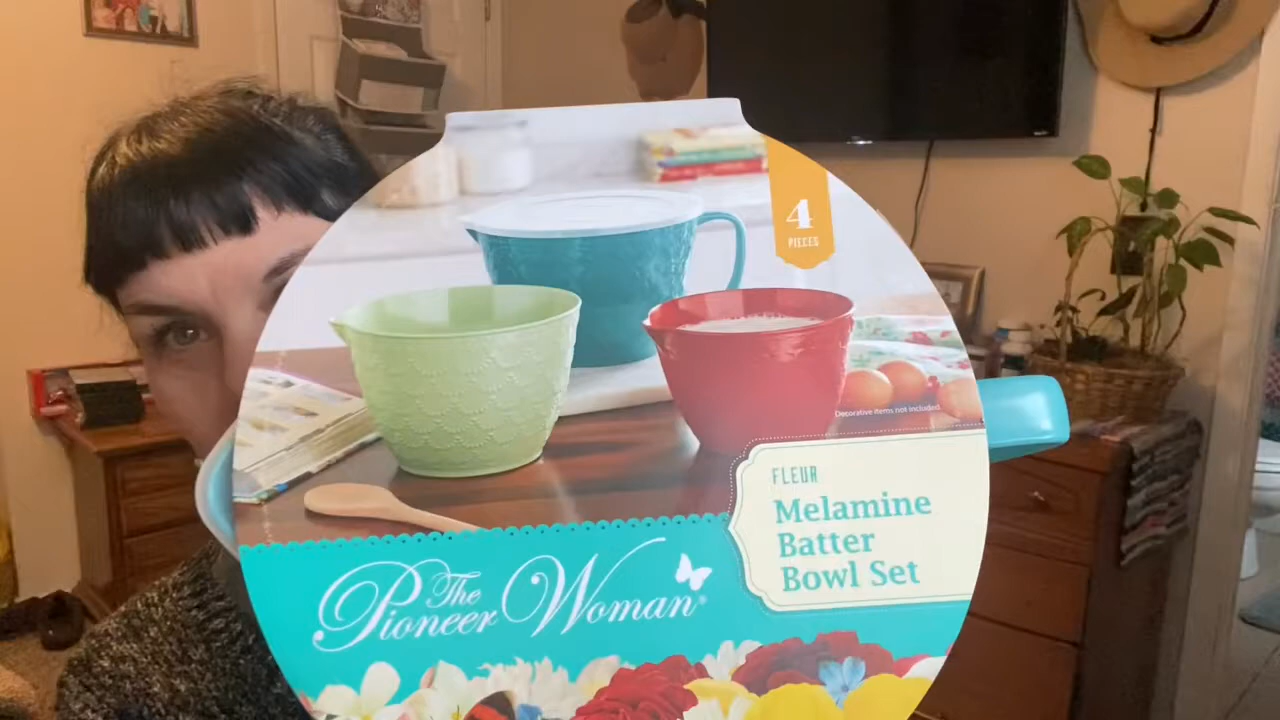 4
PIECES
Decorative items not included.
FLEUR
Melamine
Batter
Bowl Set
The
Pioneer Woman®